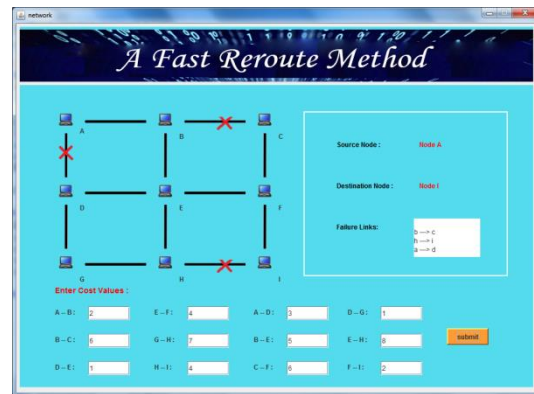 network
A Fast Reroute Method
A
B
C
Source Node :
Node A
D
E
F
Destination Node :
Node I
Failure Links:
b ---> c
h ---> i
a ---> d
G
H
I
Enter Cost Values :
A -- B: 2 E -- F: 4 A -- D: 3 D -- G: 1
B -- C: 6 G -- H: 7 B -- E: 5 E -- H: 8
submit
D -- E: 1 H -- I: 4 C -- F: 6 F -- I: 2